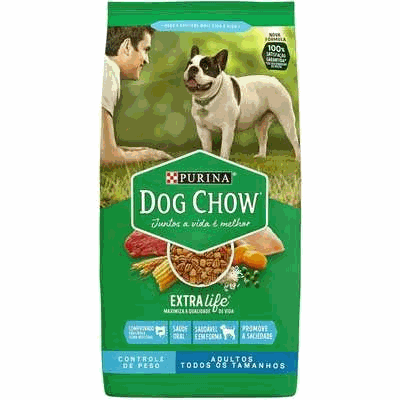 NOVA
FÓRMULA
100%
SATISFAÇÃO
GARANTIDA*
PURINA
DOG CHOW
Juntos a vida é melhor
EXTRA life
MAXIMIZA A QUALIDADE DE VIDA
SAÚDE
ORAL
SAUDÁVEL
E EM FORMA
PROMOVE
A SACIEDADE
CONTROLE
DE PESO
ADULTOS
TODOS OS TAMANHOS